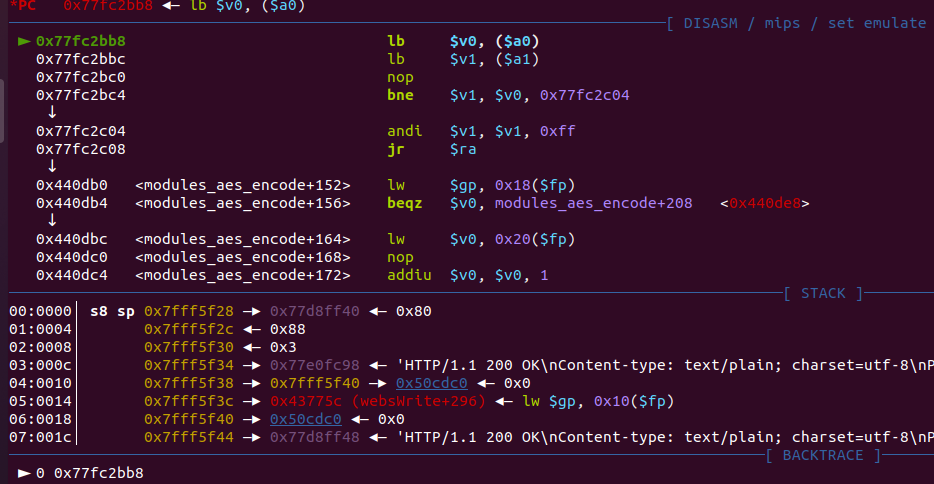 *PC   0x77fc2bb8 ◂— lb $v0, ($a0)
[ DISASM / mips / set emulate
► 0x77fc2bb8 lb $v0, ($a0)
0x77fc2bbc lb $v1, ($a1)
0x77fc2bc0 nop
0x77fc2bc4 bne $v1, $v0, 0x77fc2c04
↓
0x77fc2c04 andi $v1, $v1, 0xff
0x77fc2c08 jr $ra
↓
0x440db0 <modules_aes_encode+152> lw $gp, 0x18($fp)
0x440db4 <modules_aes_encode+156> beqz $v0, modules_aes_encode+208 <0x440de8>
↓
0x440dbc <modules_aes_encode+164> lw $v0, 0x20($fp)
0x440dc0 <modules_aes_encode+168> nop
0x440dc4 <modules_aes_encode+172> addiu $v0, $v0, 1
[ STACK ]
00:0000│ s8 sp 0x7fff5f28 —▸ 0x77d8ff40 ◂— 0x80
01:0004│ 0x7fff5f2c ◂— 0x88
02:0008│ 0x7fff5f30 ◂— 0x3
03:000c│ 0x7fff5f34 —▸ 0x77e0fc98 ◂— 'HTTP/1.1 200 OK\nContent-type: text/plain; charset=utf-8\nP
04:0010│ 0x7fff5f38 —▸ 0x7fff5f40 —▸ 0x50cdc0 ◂— 0x0
05:0014│ 0x7fff5f3c —▸ 0x43775c (websWrite+296) ◂— lw $gp, 0x10($fp)
06:0018│ 0x7fff5f40 —▸ 0x50cdc0 ◂— 0x0
07:001c│ 0x7fff5f44 —▸ 0x77d8ff48 ◂— 'HTTP/1.1 200 OK\nContent-type: text/plain; charset=utf-8\nP
[ BACKTRACE ]
► 0 0x77fc2bb8